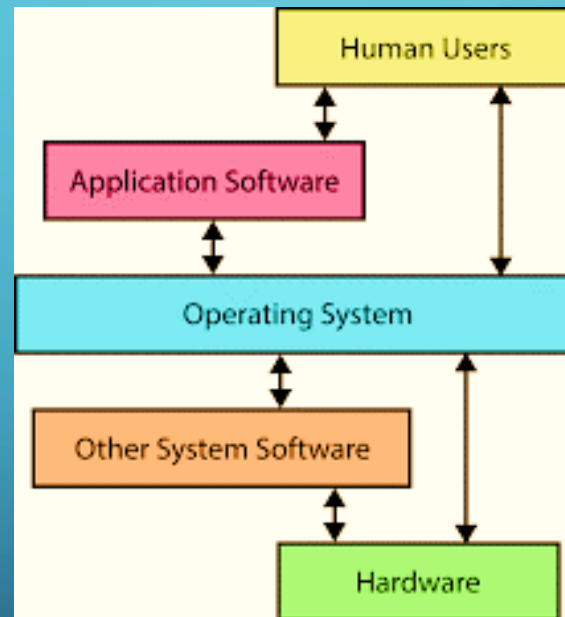 Human Users
Application Software
Operating System
Other System Software
Hardware